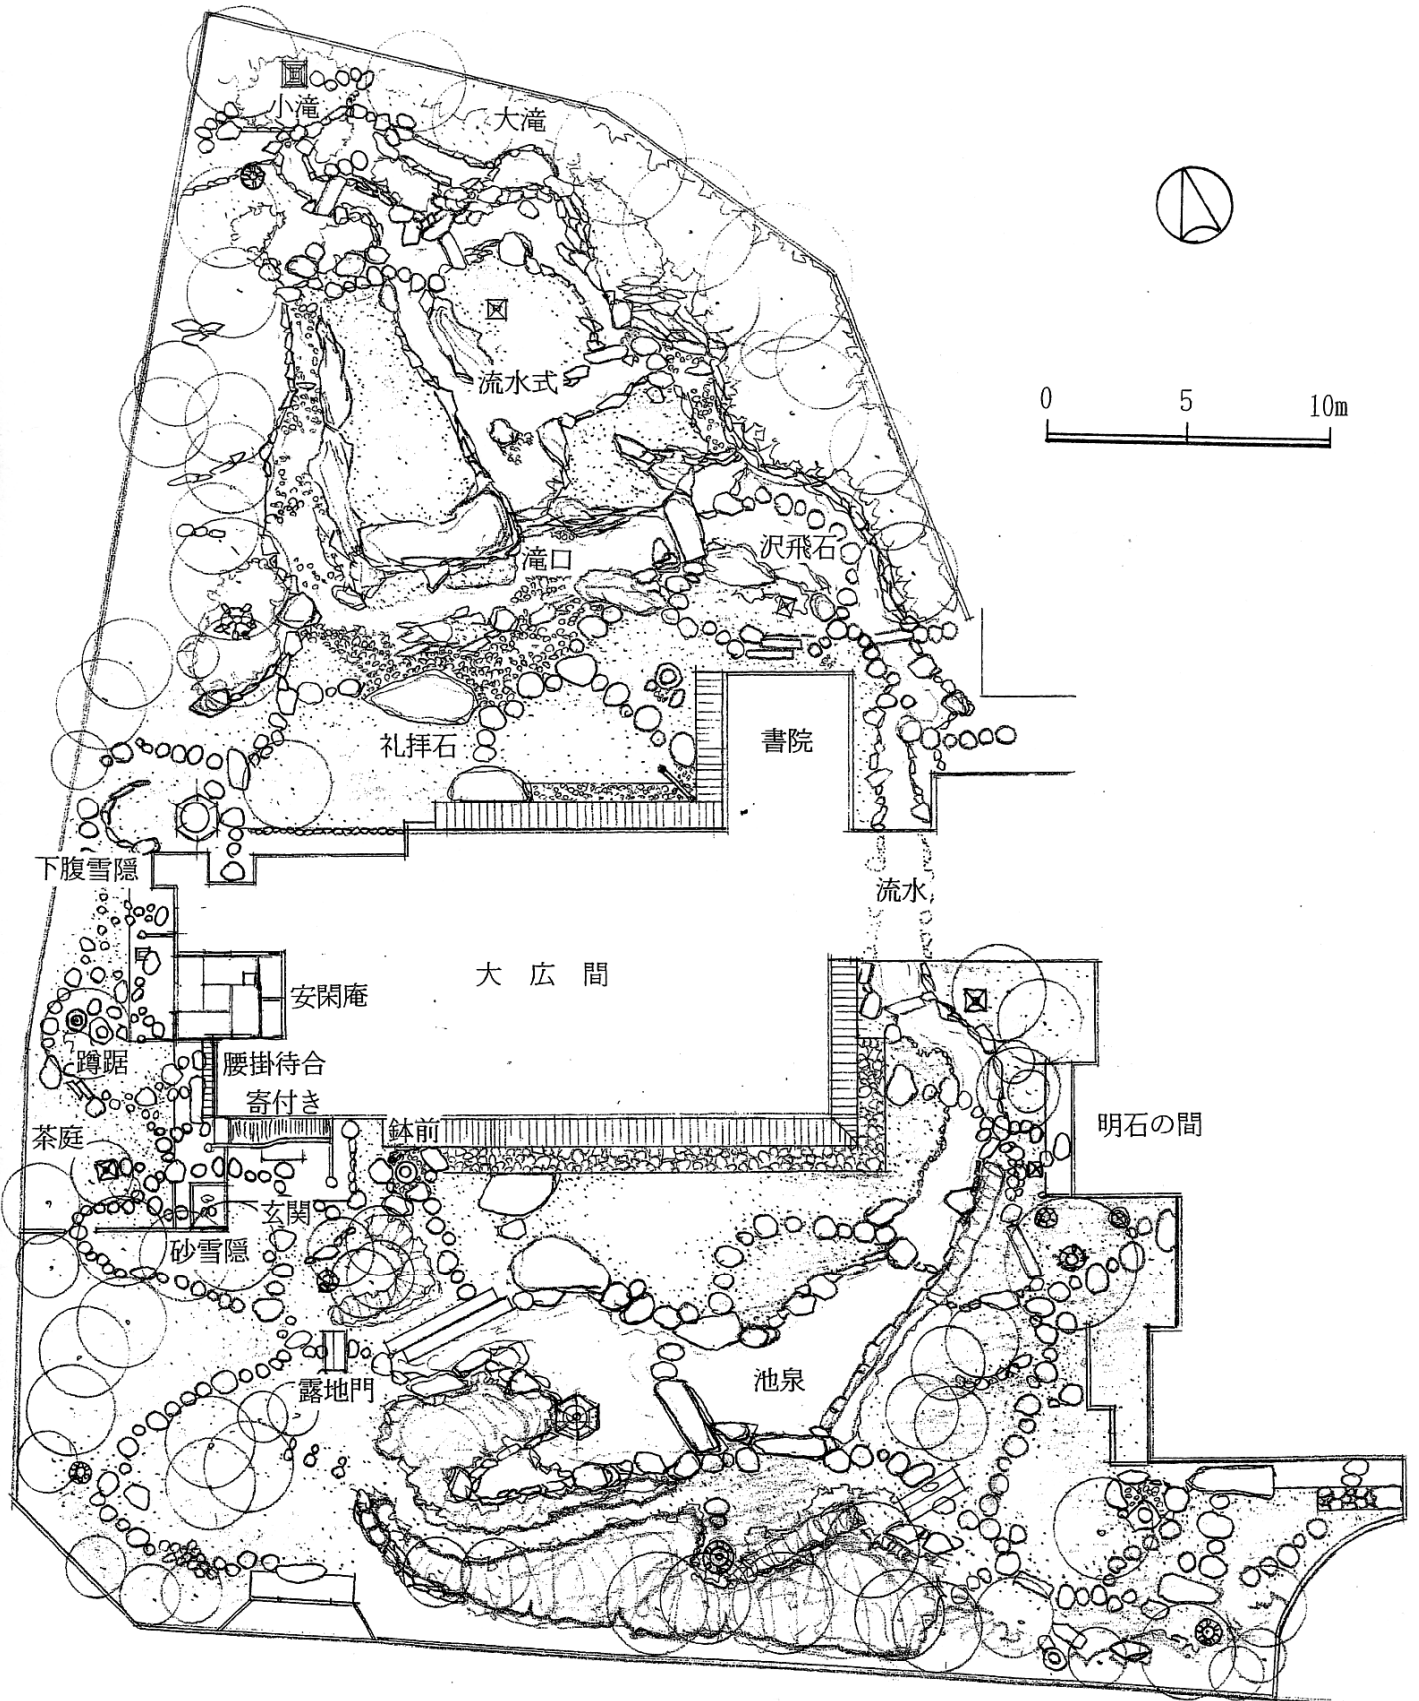 小滝
大滝
0 5 10m
流水式
沢飛石
滝口
礼拝石
書院
下腹雪隠
流水
大広間
安閑庵
蹲踞
腰掛待合
寄付き
鉢前
茶庭
明石の間
玄関
砂雪隠
池泉
露地門